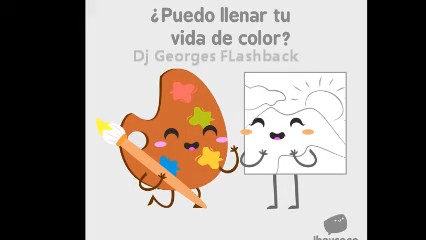 ¿Puedo llenar tu
vida de color?
Dj Georges FLashback